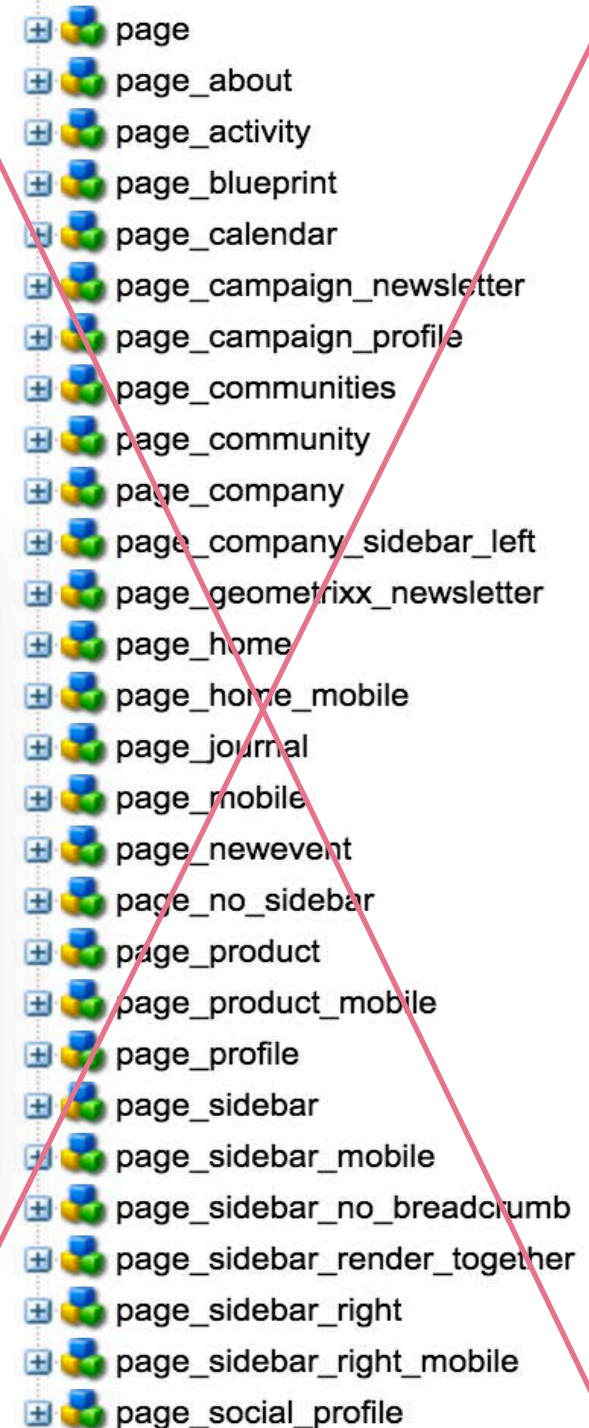 page
page_about
page_activity
page_blueprint
page_calendar
page_campaign_newsletter
page_campaign_profile
page_communities
page_community
page_company
page_company_sidebar_left
page_geometrixx_newsletter
page_home
page_home_mobile
page_journal
page_mobile
page_newevent
page_no_sidebar
page_product
page_product_mobile
page_profile
page_sidebar
page_sidebar_mobile
page_sidebar_no_breadcrumb
page_sidebar_render_together
page_sidebar_right
page_sidebar_right_mobile
page_social_profile